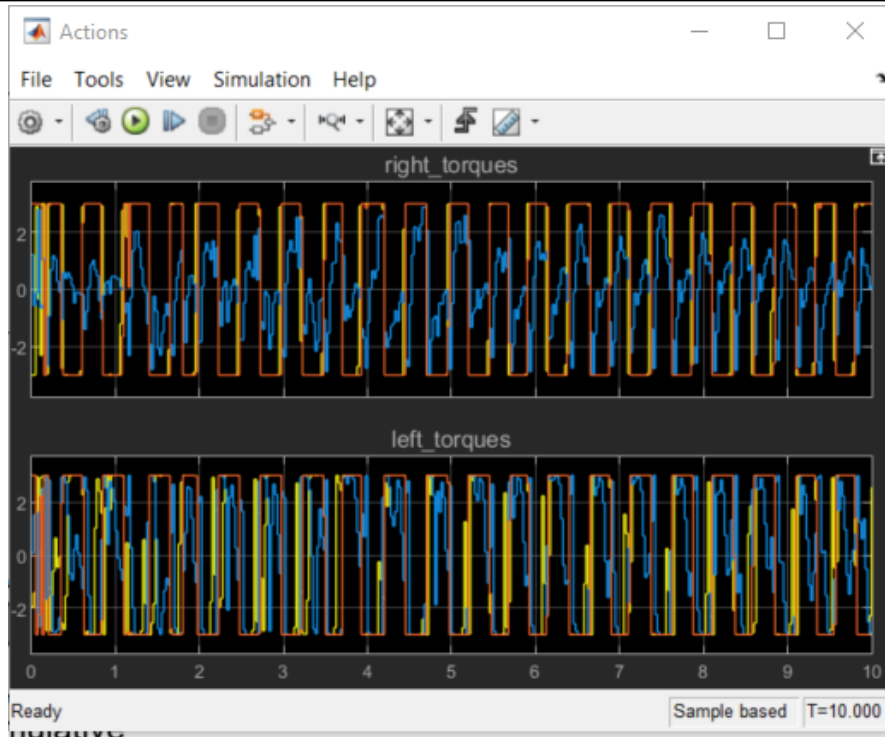 Actions
File Tools View Simulation Help
right_torques
2
0
-2
left_torques
2
0
-2
0 1 2 3 4 5 6 7 8 9 10
Ready Sample based T=10.000